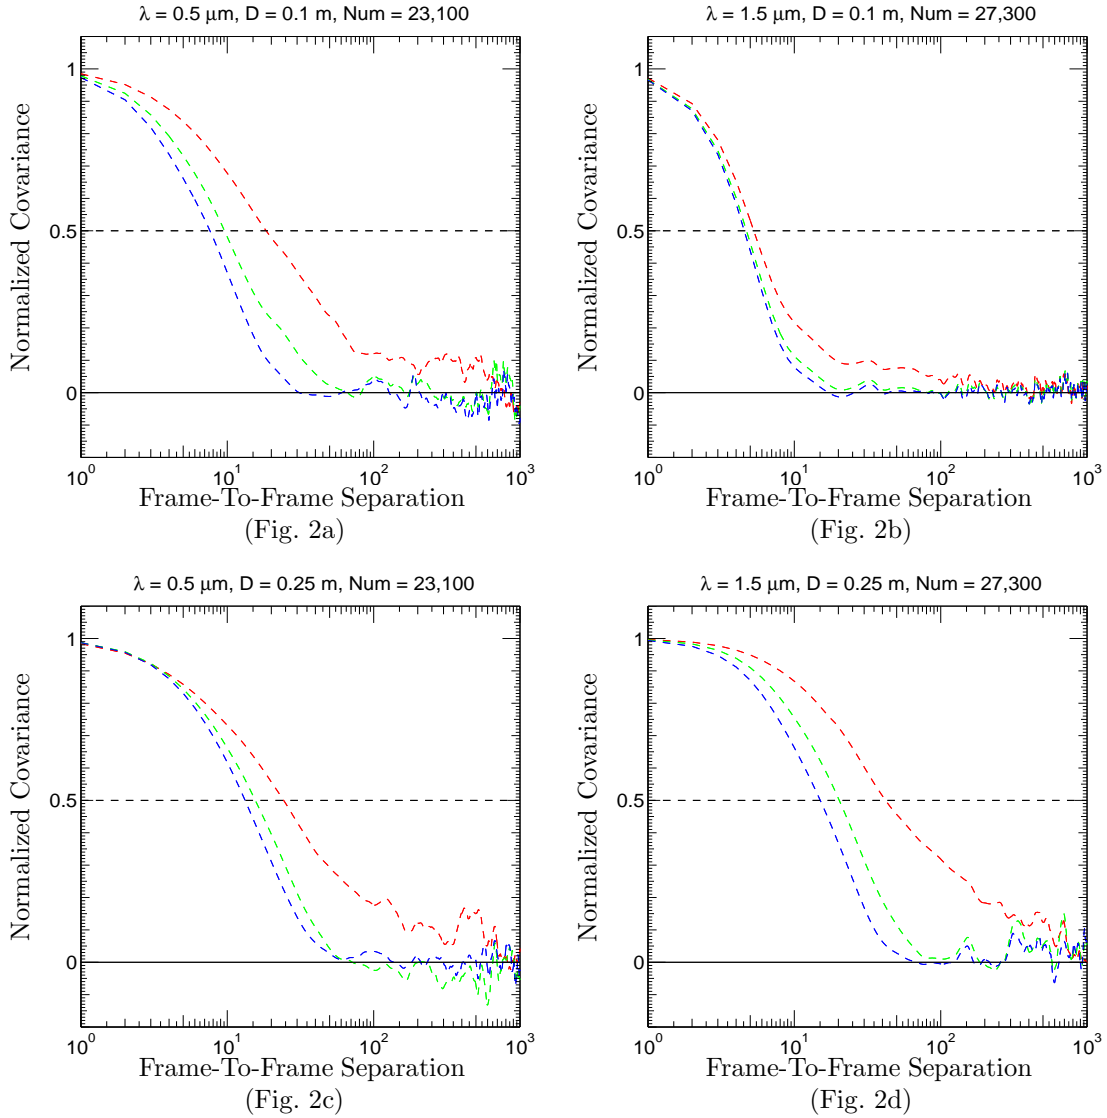 λ = 0.5 μm, D = 0.1 m, Num = 23,100
1
0.5
0
Normalized Covariance
10^0 10^1 10^2 10^3
Frame-To-Frame Separation
(Fig. 2a)
λ = 1.5 μm, D = 0.1 m, Num = 27,300
1
0.5
0
Normalized Covariance
10^0 10^1 10^2 10^3
Frame-To-Frame Separation
(Fig. 2b)
λ = 0.5 μm, D = 0.25 m, Num = 23,100
1
0.5
0
Normalized Covariance
10^0 10^1 10^2 10^3
Frame-To-Frame Separation
(Fig. 2c)
λ = 1.5 μm, D = 0.25 m, Num = 27,300
1
0.5
0
Normalized Covariance
10^0 10^1 10^2 10^3
Frame-To-Frame Separation
(Fig. 2d)